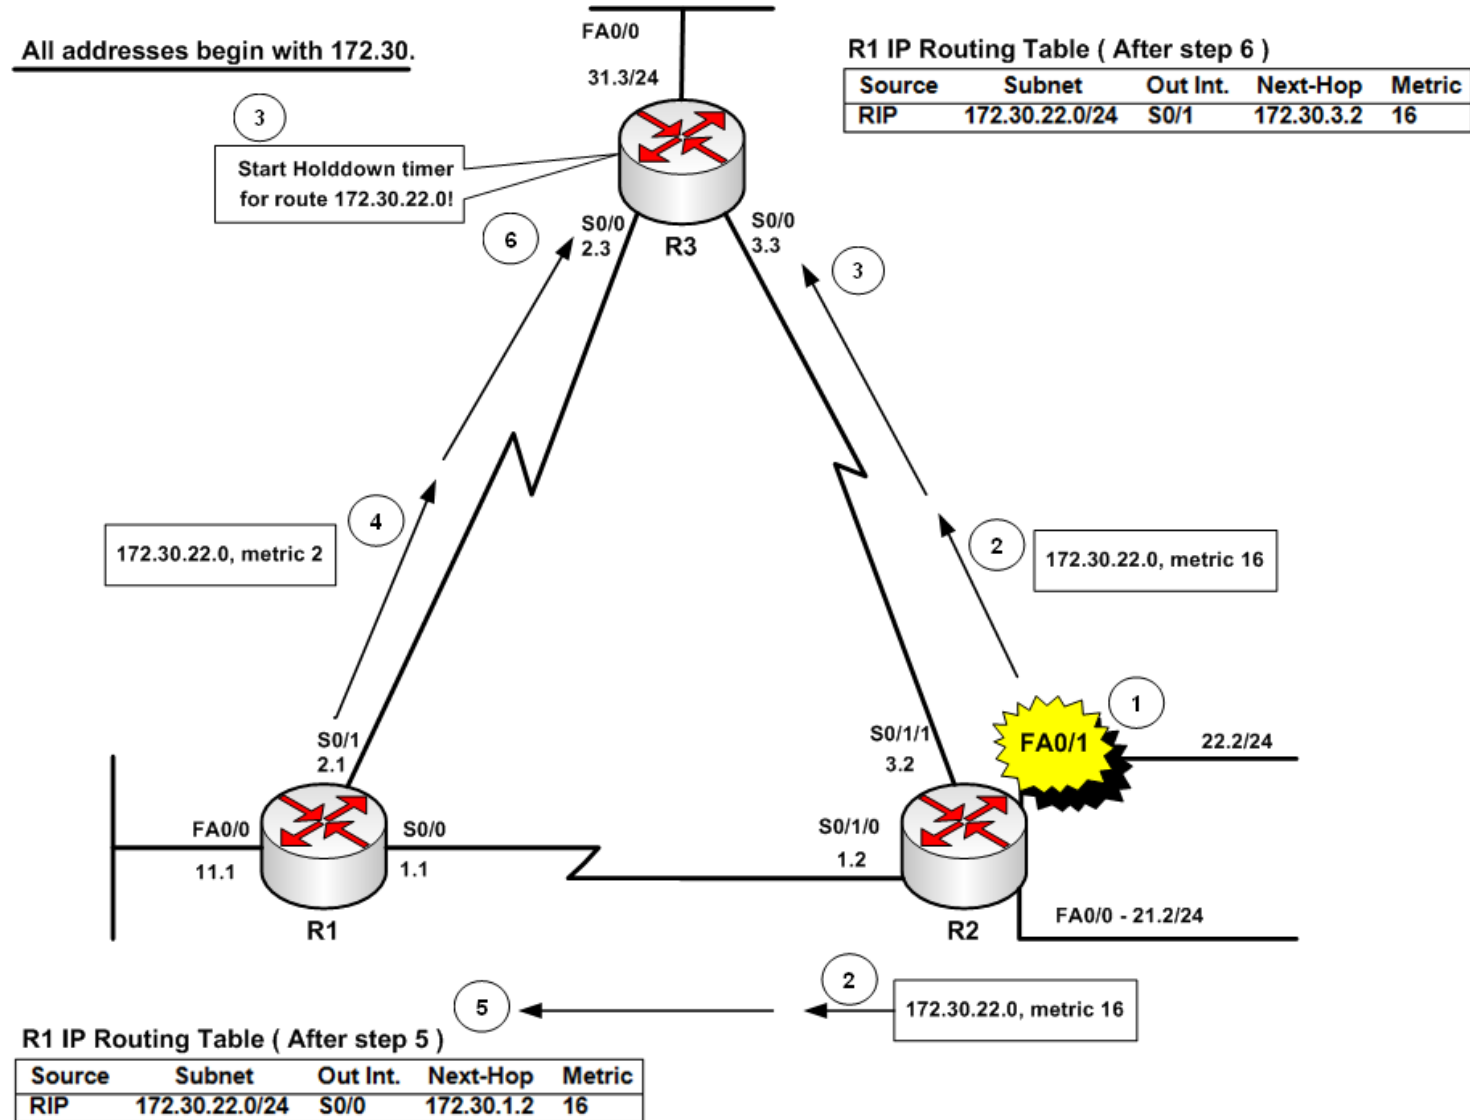 All addresses begin with 172.30.
FA0/0
31.3/24
R1 IP Routing Table ( After step 6 )
Source Subnet Out Int. Next-Hop Metric
RIP 172.30.22.0/24 S0/1 172.30.3.2 16
3
Start Holddown timer
for route 172.30.22.0!
6
S0/0
2.3
R3
S0/0
3.3
3
4
172.30.22.0, metric 2
2
172.30.22.0, metric 16
1
FA0/1
22.2/24
S0/1
2.1
S0/1/1
3.2
FA0/0
11.1
S0/0
1.1
R1
S0/1/0
1.2
R2
FA0/0 - 21.2/24
5
2
172.30.22.0, metric 16
R1 IP Routing Table ( After step 5 )
Source Subnet Out Int. Next-Hop Metric
RIP 172.30.22.0/24 S0/0 172.30.1.2 16